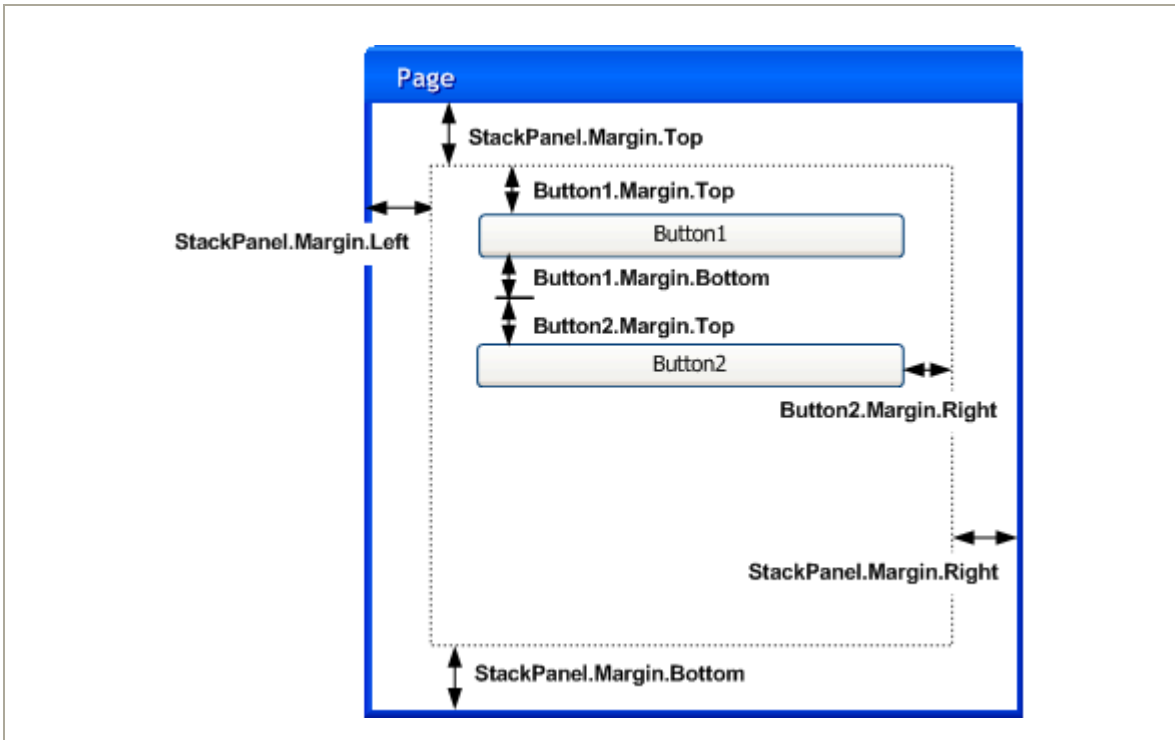 Page
StackPanel.Margin.Top
Button1.Margin.Top
StackPanel.Margin.Left
Button1
Button1.Margin.Bottom
Button2.Margin.Top
Button2
Button2.Margin.Right
StackPanel.Margin.Right
StackPanel.Margin.Bottom